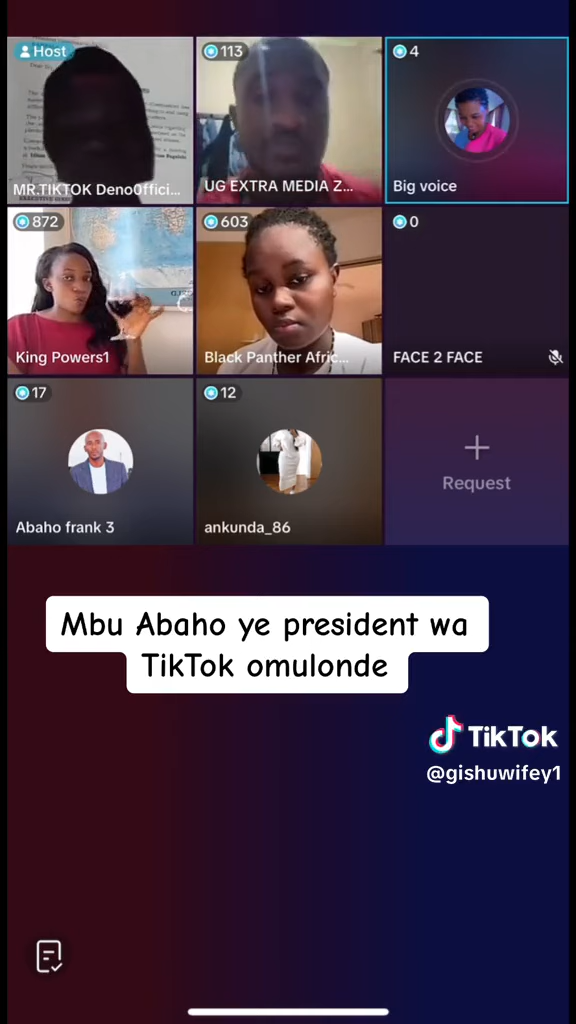 Host
113
4
MR.TIKTOK DenoOffici...
UG EXTRA MEDIA Z...
Big voice
872
603
0
King Powers1
Black Panther Afric...
FACE 2 FACE
17
12
Abaho frank 3
ankunda_86
Request
Mbu Abaho ye president wa
TikTok omulonde
TikTok
@gishuwifey1